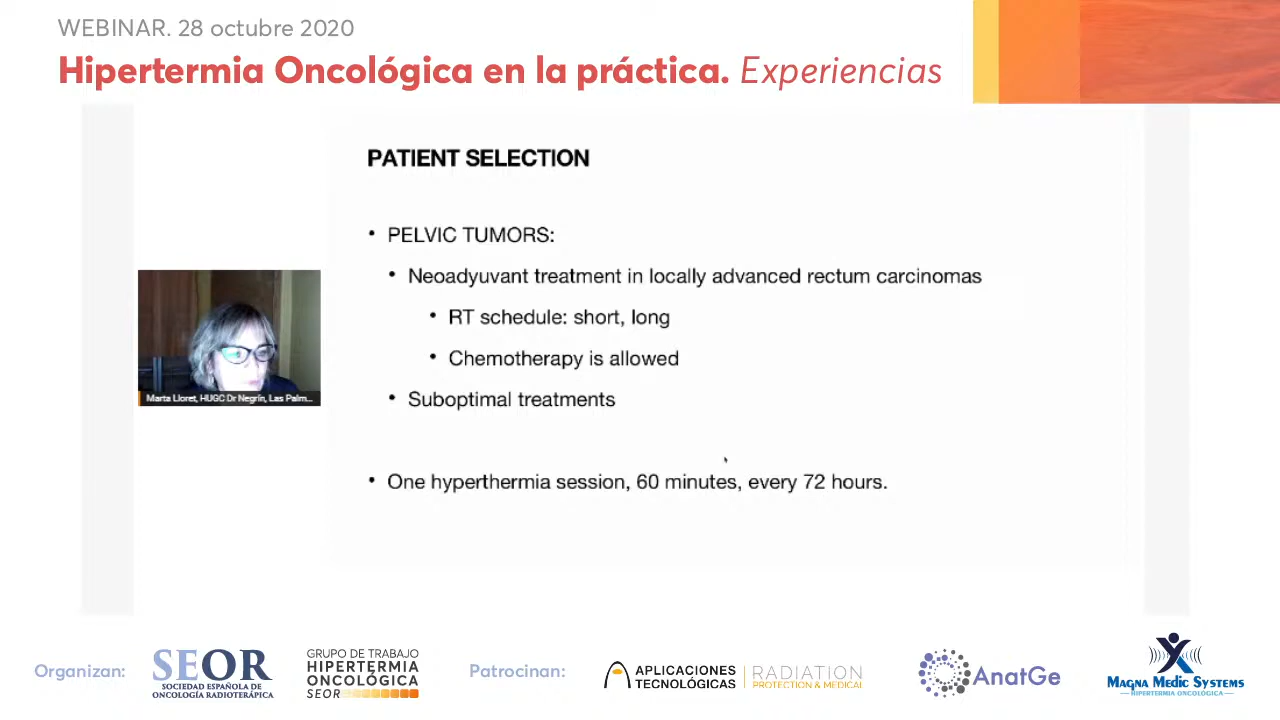 WEBINAR. 28 octubre 2020
Hipertermia Oncológica en la práctica. Experiencias
PATIENT SELECTION
• PELVIC TUMORS:
• Neoadyuvant treatment in locally advanced rectum carcinomas
• RT schedule: short, long
• Chemotherapy is allowed
• Suboptimal treatments
• One hyperthermia session, 60 minutes, every 72 hours.
Marta Lloret, HUGC Dr Negrín, Las Palm...
Organizan:
SEOR
SOCIEDAD ESPAÑOLA DE
ONCOLOGÍA RADIOTERÁPICA
GRUPO DE TRABAJO
HIPERTERMIA
ONCOLÓGICA
SEOR
Patrocinan:
APLICACIONES
TECNOLÓGICAS
RADIATION
PROTECTION & MEDICAL
AnatGe
MAGNA MEDIC SYSTEMS
HIPERTERMIA ONCOLÓGICA